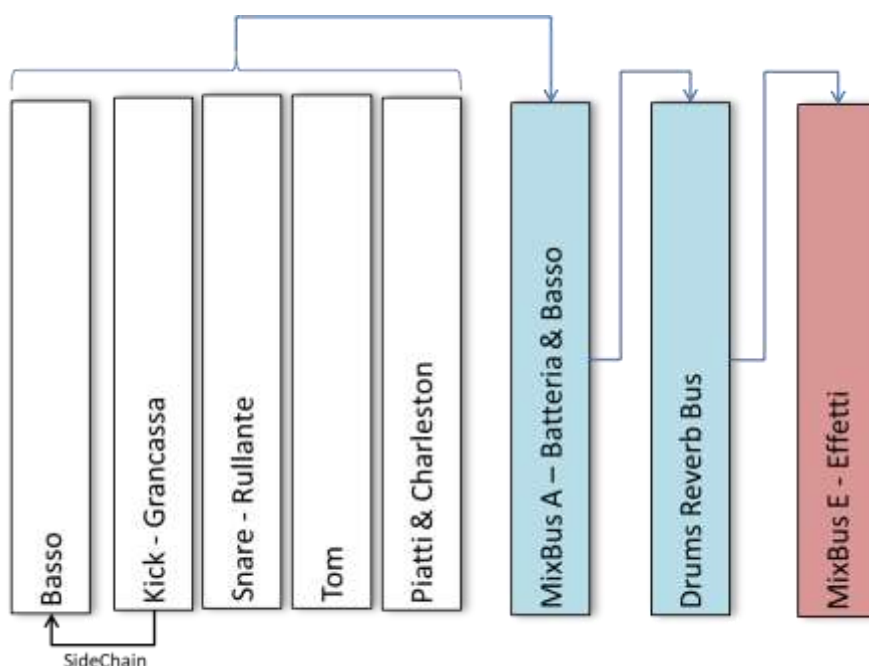 Basso
Kick - Grancassa
Snare - Rullante
Tom
Piatti & Charleston
MixBus A – Batteria & Basso
Drums Reverb Bus
MixBus E - Effetti
SideChain